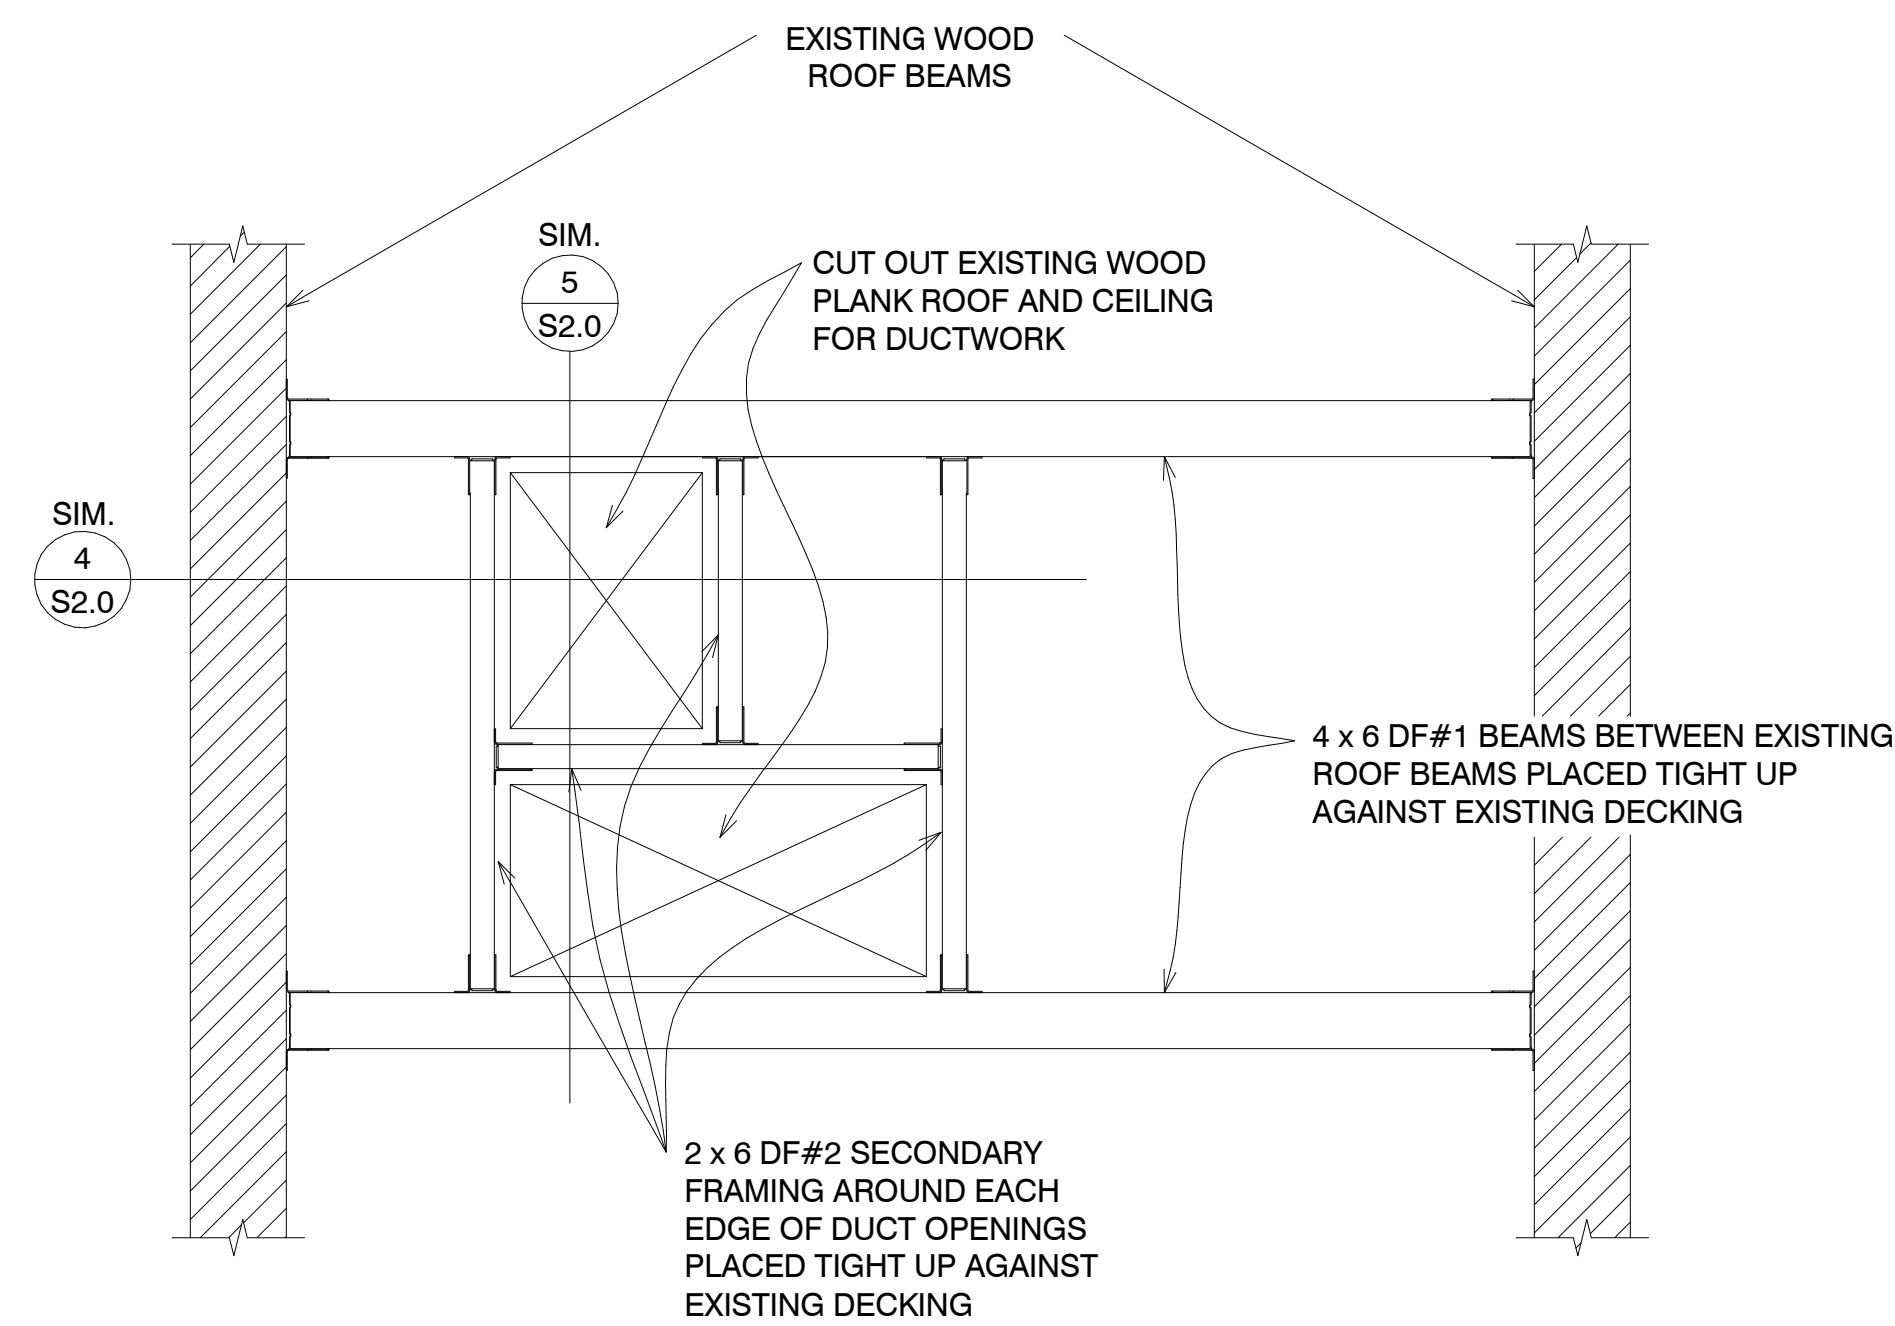 EXISTING WOOD
ROOF BEAMS
SIM.
5
S2.0
CUT OUT EXISTING WOOD
PLANK ROOF AND CEILING
FOR DUCTWORK
SIM.
4
S2.0
4 x 6 DF#1 BEAMS BETWEEN EXISTING
ROOF BEAMS PLACED TIGHT UP
AGAINST EXISTING DECKING
2 x 6 DF#2 SECONDARY
FRAMING AROUND EACH
EDGE OF DUCT OPENINGS
PLACED TIGHT UP AGAINST
EXISTING DECKING